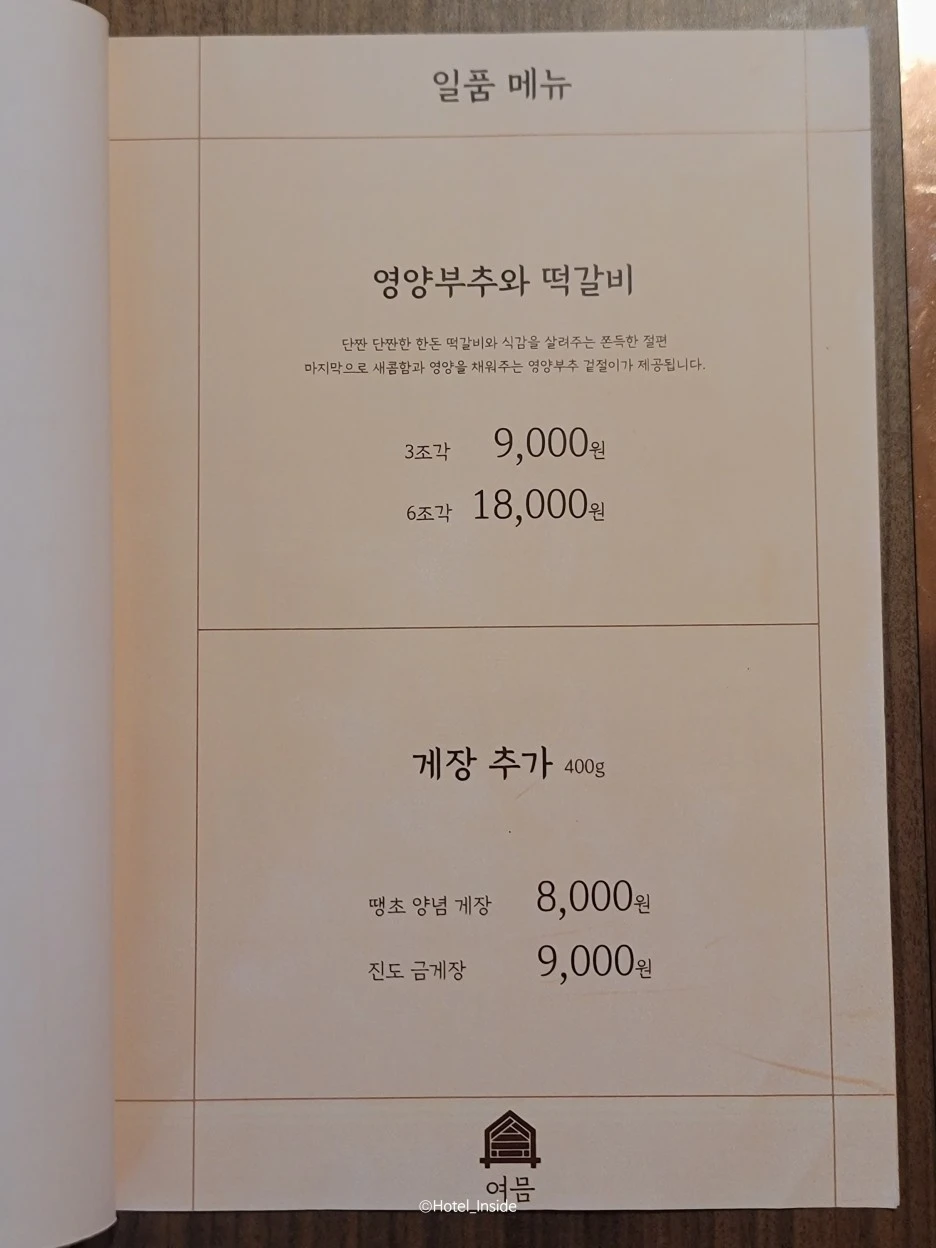 일품 메뉴
영양부추와 떡갈비
단짠 단짠한 한돈 떡갈비와 식감을 살려주는 쫀득한 절편
마지막으로 새콤함과 영양을 채워주는 영양부추 겉절이가 제공됩니다.
3조각 9,000원
6조각 18,000원
게장 추가 400g
땡초 양념 게장 8,000원
진도 금게장 9,000원
여믐
©Hotel_Inside